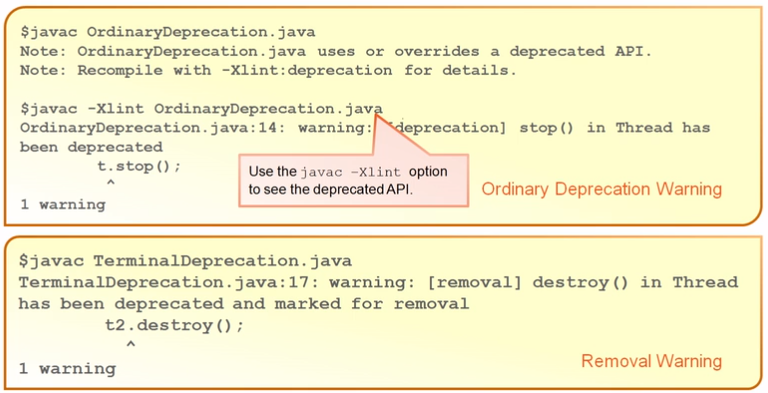 $javac OrdinaryDeprecation.java
Note: OrdinaryDeprecation.java uses or overrides a deprecated API.
Note: Recompile with -Xlint:deprecation for details.
$javac -Xlint OrdinaryDeprecation.java
OrdinaryDeprecation.java:14: warning: [deprecation] stop() in Thread has
been deprecated
t.stop();
^
1 warning
Use the javac –Xlint option
to see the deprecated API.
Ordinary Deprecation Warning
$javac TerminalDeprecation.java
TerminalDeprecation.java:17: warning: [removal] destroy() in Thread
has been deprecated and marked for removal
t2.destroy();
^
1 warning
Removal Warning